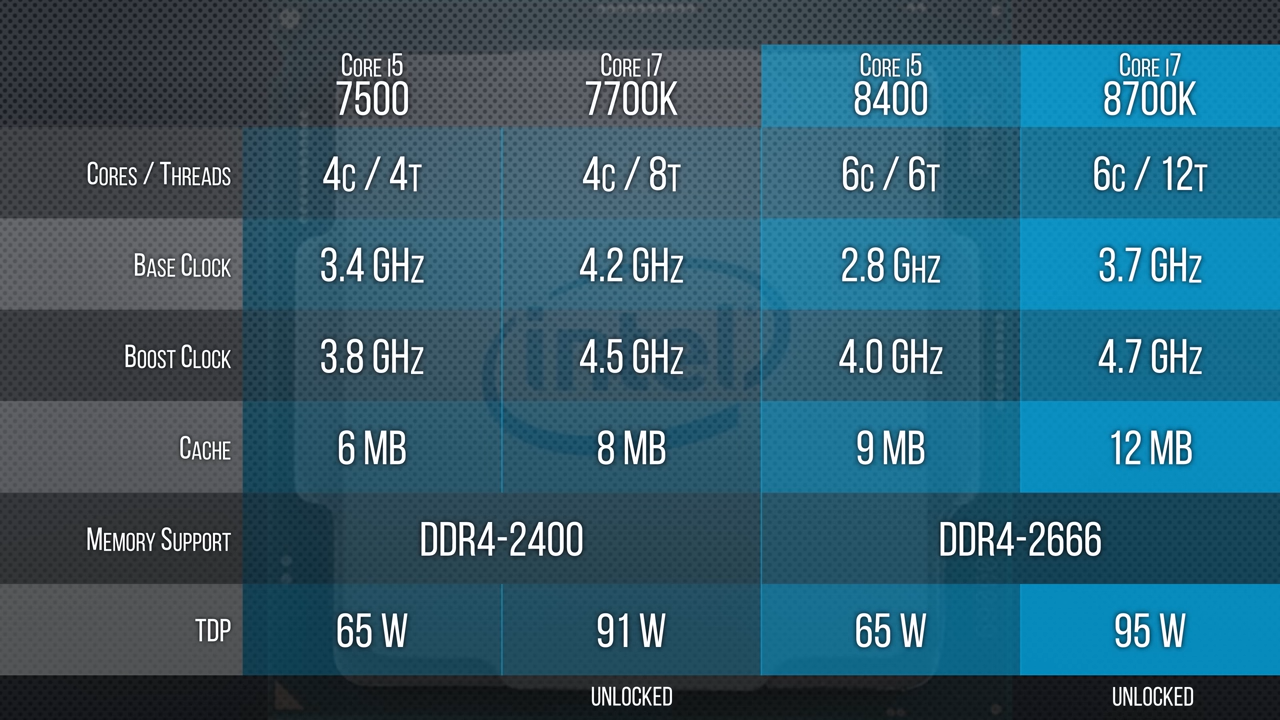 Core i5 Core i7 Core i5 Core i7
7500 7700K 8400 8700K
Cores / Threads 4C / 4T 4C / 8T 6C / 6T 6C / 12T
Base Clock 3.4 GHz 4.2 GHz 2.8 GHz 3.7 GHz
Boost Clock 3.8 GHz 4.5 GHz 4.0 GHz 4.7 GHz
intel
Cache 6 MB 8 MB 9 MB 12 MB
Memory Support DDR4-2400 DDR4-2666
TDP 65 W 91 W 65 W 95 W
UNLOCKED UNLOCKED